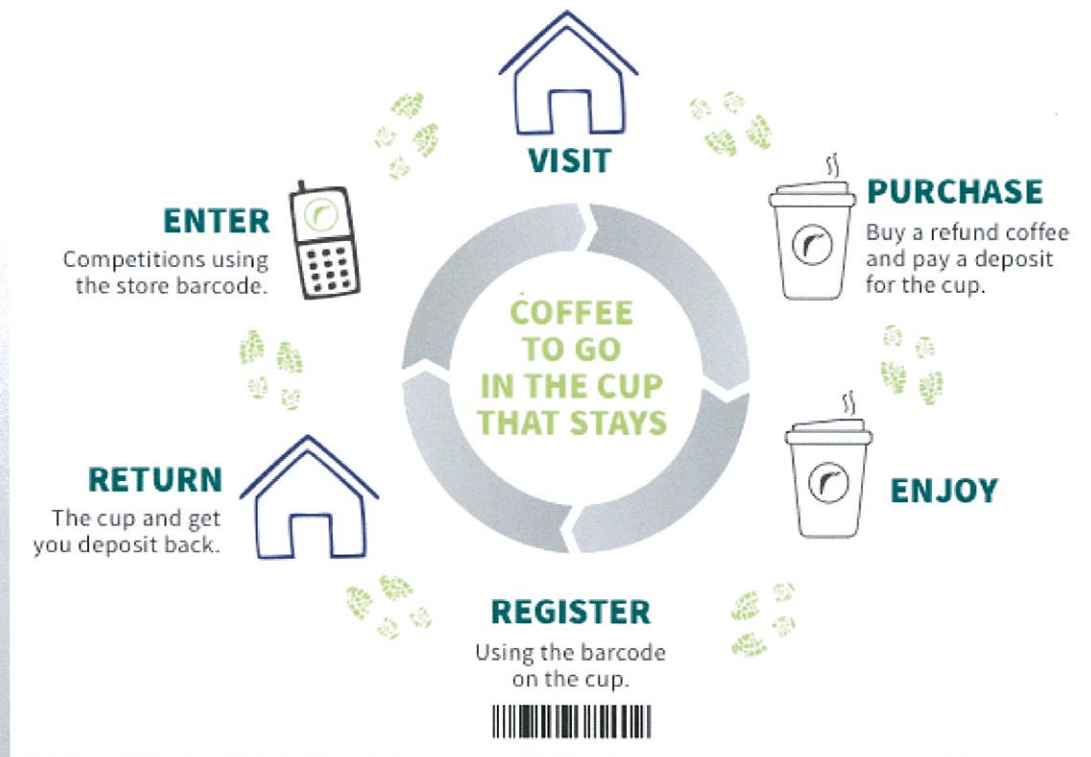 VISIT
PURCHASE
Buy a refund coffee
and pay a deposit
for the cup.
ENJOY
REGISTER
Using the barcode
on the cup.
RETURN
The cup and get
you deposit back.
ENTER
Competitions using
the store barcode.
COFFEE
TO GO
IN THE CUP
THAT STAYS